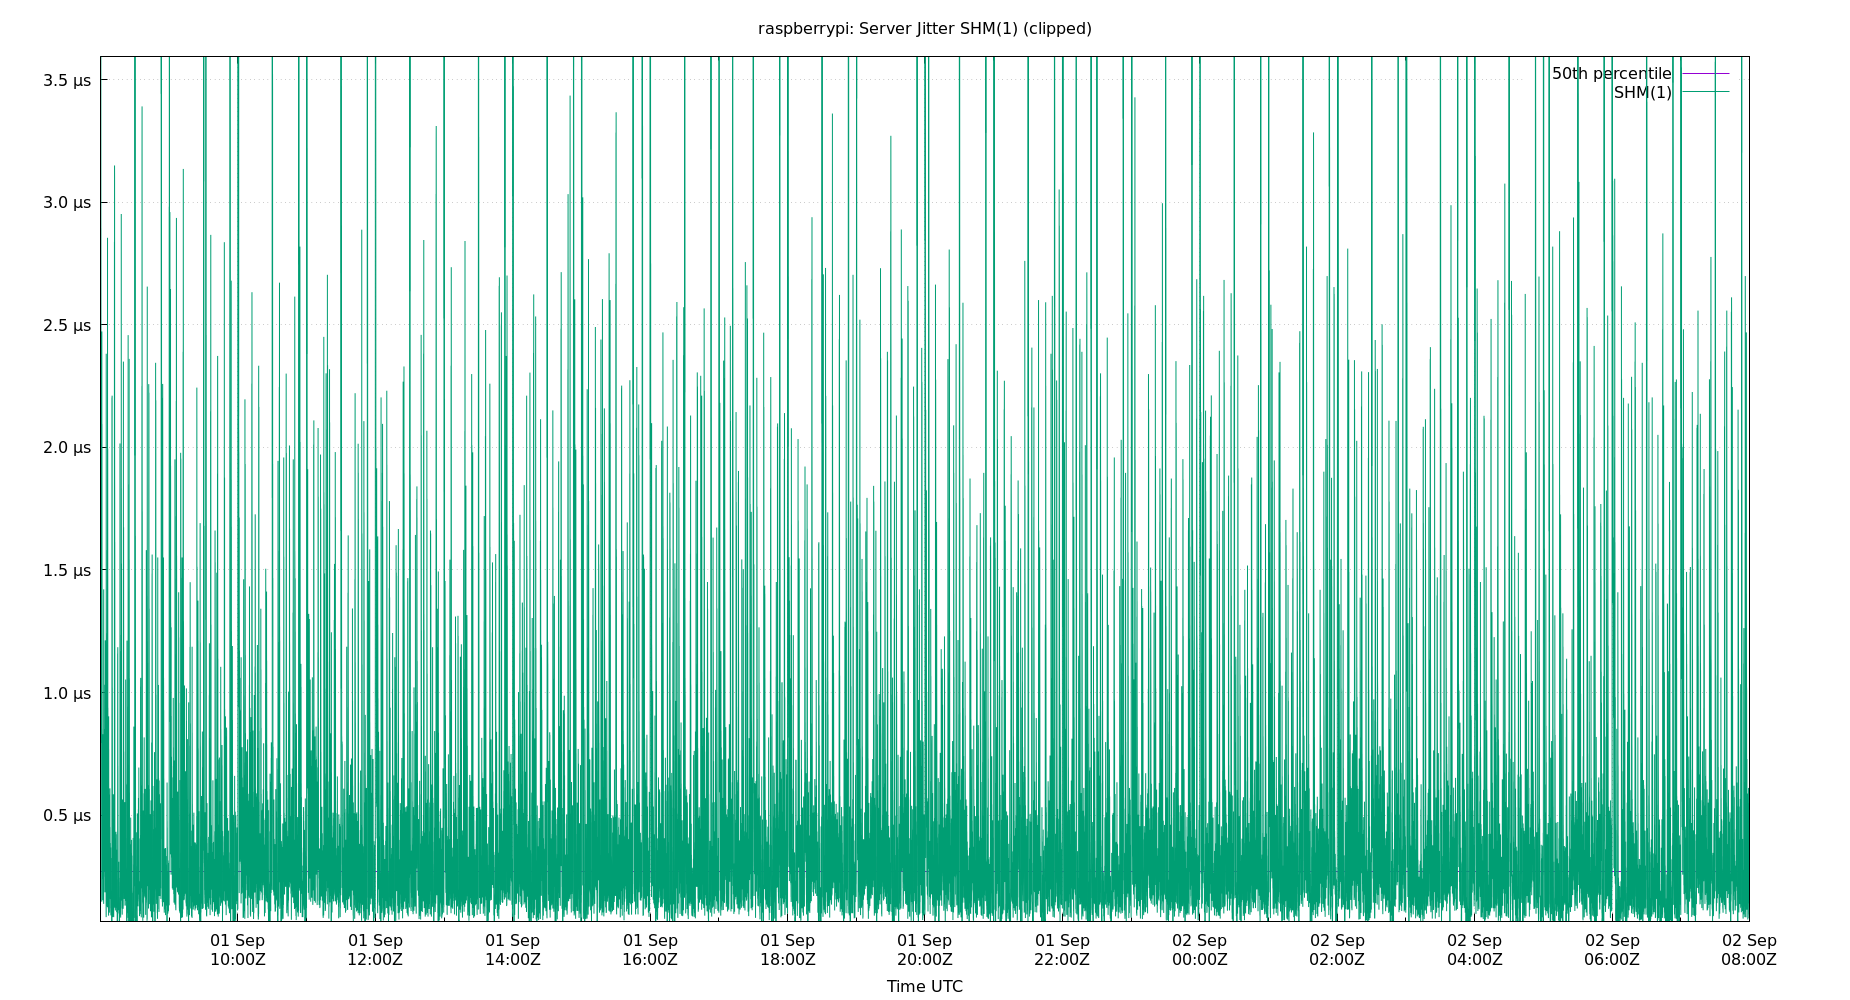 raspberrypi: Server Jitter SHM(1) (clipped)
3.5 µs
3.0 µs
2.5 µs
2.0 µs
1.5 µs
1.0 µs
0.5 µs
50th percentile
SHM(1)
01 Sep 01 Sep 01 Sep 01 Sep 01 Sep 01 Sep 01 Sep 02 Sep 02 Sep 02 Sep 02 Sep 02 Sep
10:00Z 12:00Z 14:00Z 16:00Z 18:00Z 20:00Z 22:00Z 00:00Z 02:00Z 04:00Z 06:00Z 08:00Z
Time UTC